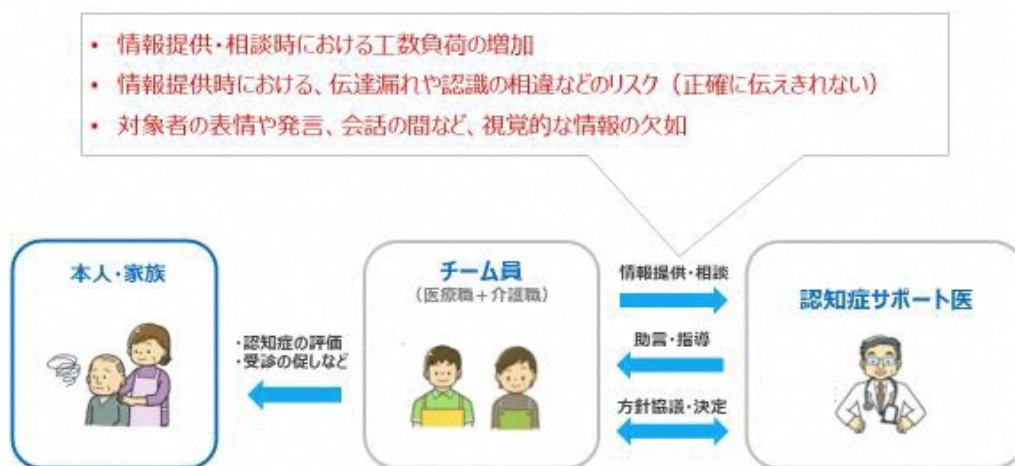 • 情報提供・相談時における工数負荷の増加
• 情報提供時における、伝達漏れや認識の相違などのリスク（正確に伝えきれない）
• 対象者の表情や発言、会話の間など、視覚的な情報の欠如
本人・家族
・認知症の評価
・受診の促しなど
チーム員
（医療職＋介護職）
情報提供・相談
助言・指導
方針協議・決定
認知症サポート医